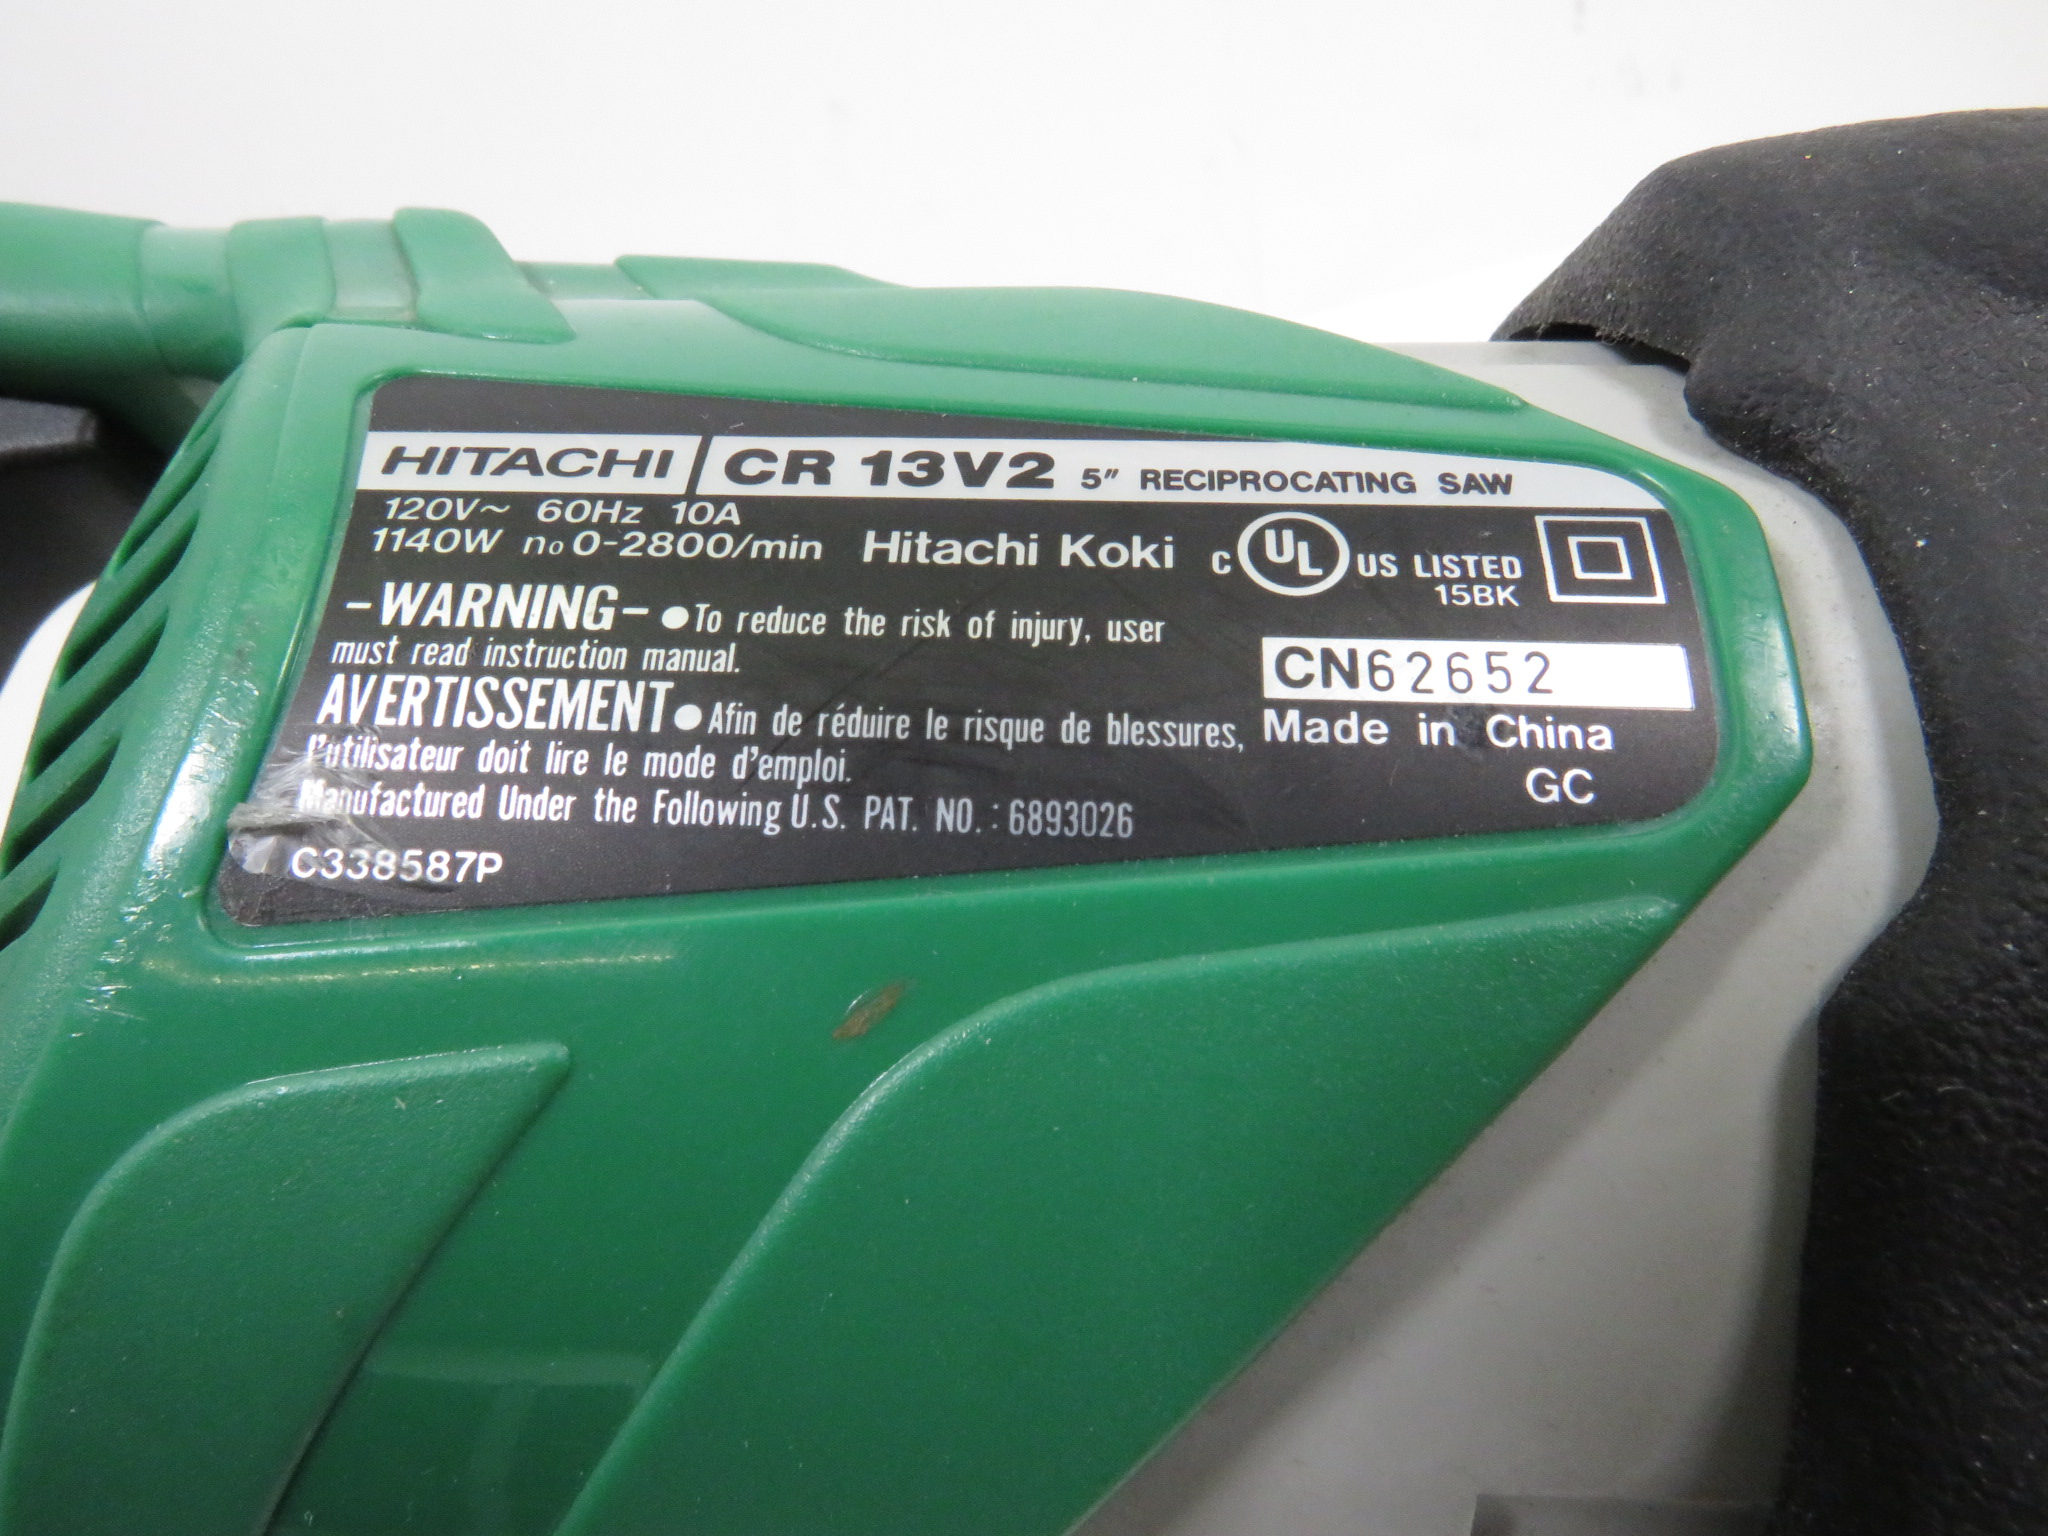 HITACHI CR 13V2 5" RECIPROCATING SAW
120V~ 60Hz 10A
1140W no 0-2800/min Hitachi Koki
c UL US LISTED
15BK
-WARNING- ●To reduce the risk of injury, user
must read instruction manual.
AVERTISSEMENT ●Afin de réduire le risque de blessures,
l'utilisateur doit lire le mode d'emploi.
Manufactured Under the Following U.S. PAT. NO. : 6893026
C338587P
CN62652
Made in China
GC